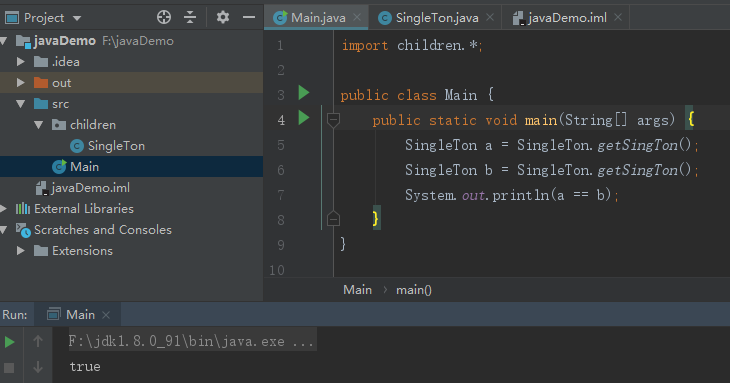 Project
javaDemo F:\javaDemo
.idea
out
src
children
SingleTon
Main
javaDemo.iml
External Libraries
Scratches and Consoles
Extensions
Main.java
SingleTon.java
javaDemo.iml
1 import children.*;
2
3 public class Main {
4 public static void main(String[] args) {
5 SingleTon a = SingleTon.getSingTon();
6 SingleTon b = SingleTon.getSingTon();
7 System.out.println(a == b);
8 }
9 }
10
Main › main()
Run: Main
F:\jdk1.8.0_91\bin\java.exe ...
true